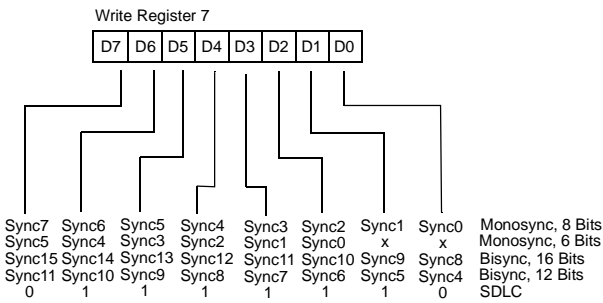 Write Register 7
D7 D6 D5 D4 D3 D2 D1 D0
Sync7 Sync6 Sync5 Sync4 Sync3 Sync2 Sync1 Sync0 Monosync, 8 Bits
Sync5 Sync4 Sync3 Sync2 Sync1 Sync0 x x Monosync, 6 Bits
Sync15 Sync14 Sync13 Sync12 Sync11 Sync10 Sync9 Sync8 Bisync, 16 Bits
Sync11 Sync10 Sync9 Sync8 Sync7 Sync6 Sync5 Sync4 Bisync, 12 Bits
0 1 1 1 1 1 1 0 SDLC